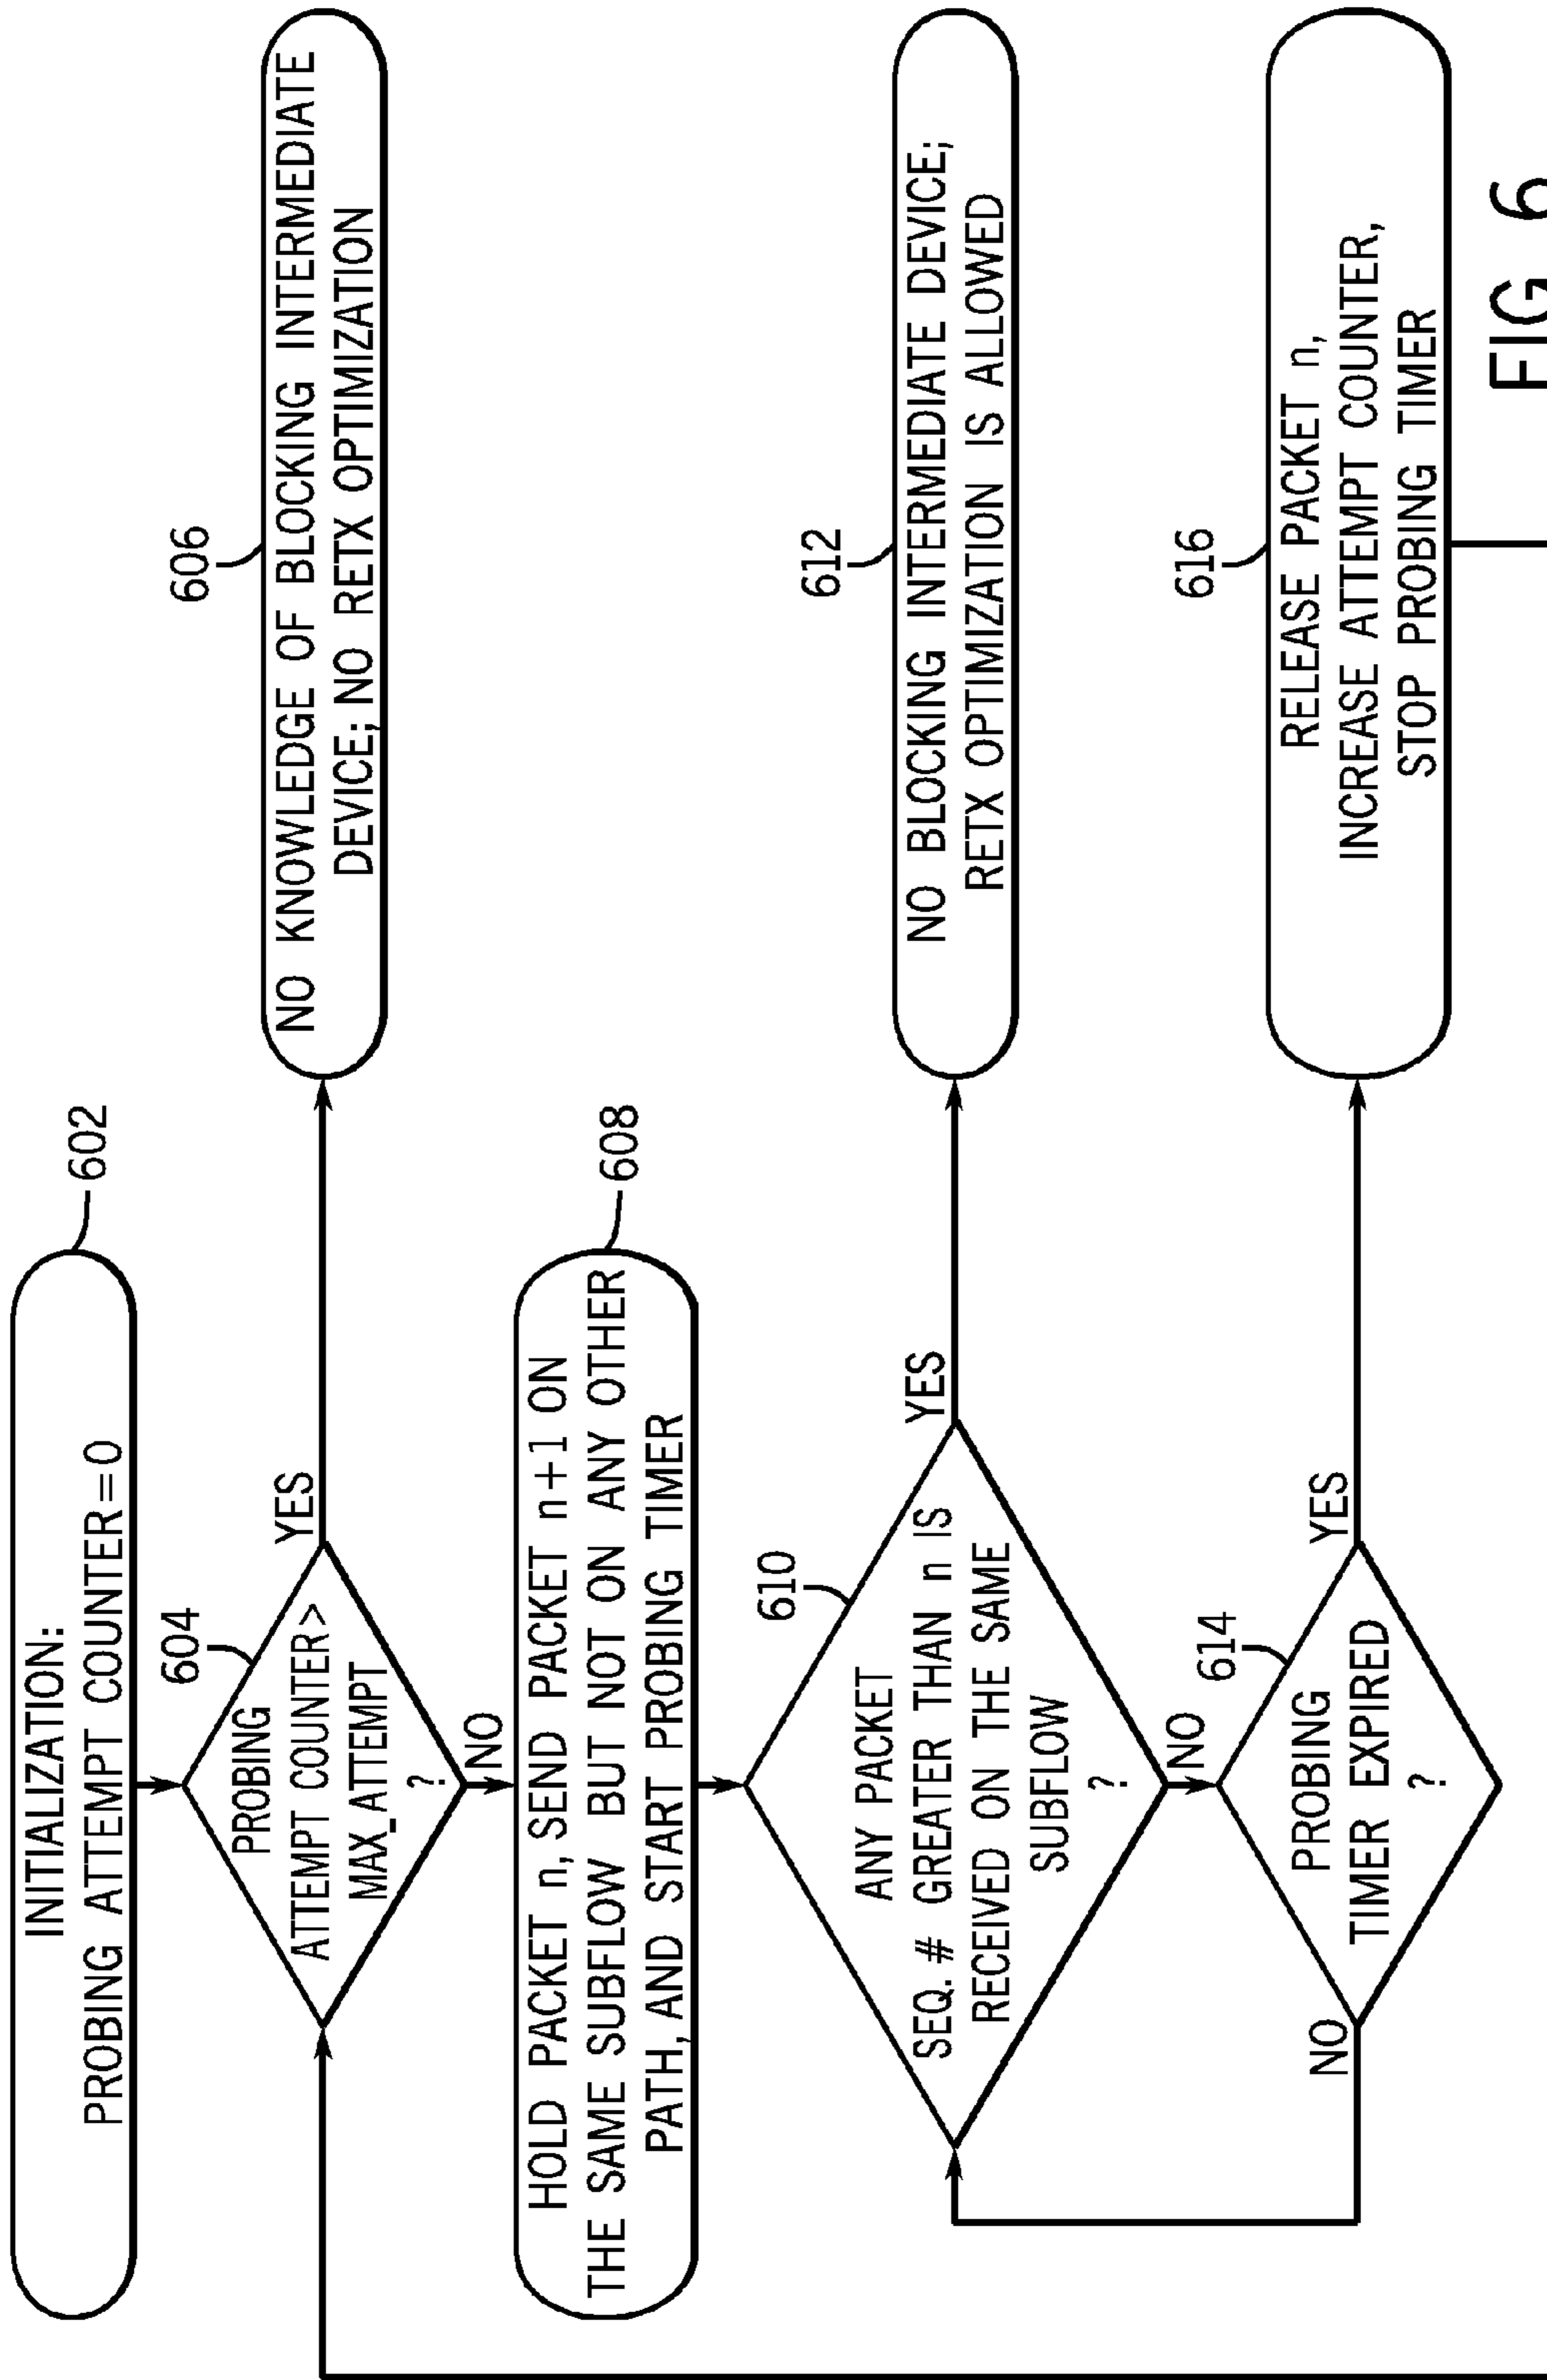 INITIALIZATION:
PROBING ATTEMPT COUNTER=0
602
604
PROBING
ATTEMPT COUNTER>
MAX_ATTEMPT
?
YES
NO
606
NO KNOWLEDGE OF BLOCKING INTERMEDIATE
DEVICE; NO RETX OPTIMIZATION
608
HOLD PACKET n, SEND PACKET n+1 ON
THE SAME SUBFLOW BUT NOT ON ANY OTHER
PATH, AND START PROBING TIMER
610
ANY PACKET
SEQ. # GREATER THAN n IS
RECEIVED ON THE SAME
SUBFLOW
?
YES
NO
612
NO BLOCKING INTERMEDIATE DEVICE;
RETX OPTIMIZATION IS ALLOWED
614
PROBING
TIMER EXPIRED
?
NO
YES
616
RELEASE PACKET n,
INCREASE ATTEMPT COUNTER,
STOP PROBING TIMER
FIG 6